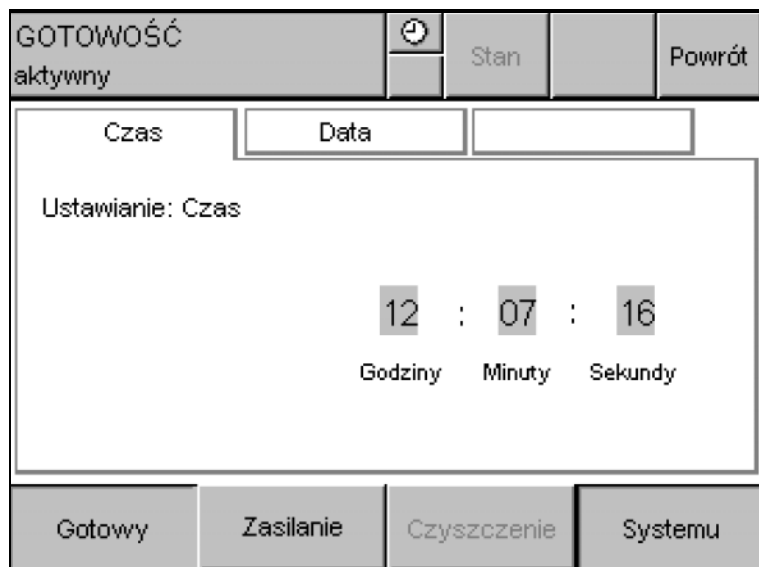 GOTOWOŚĆ
aktywny
Stan
Powrót
Czas
Data
Ustawianie: Czas
12 : 07 : 16
Godziny Minuty Sekundy
Gotowy
Zasilanie
Czyszczenie
Systemu